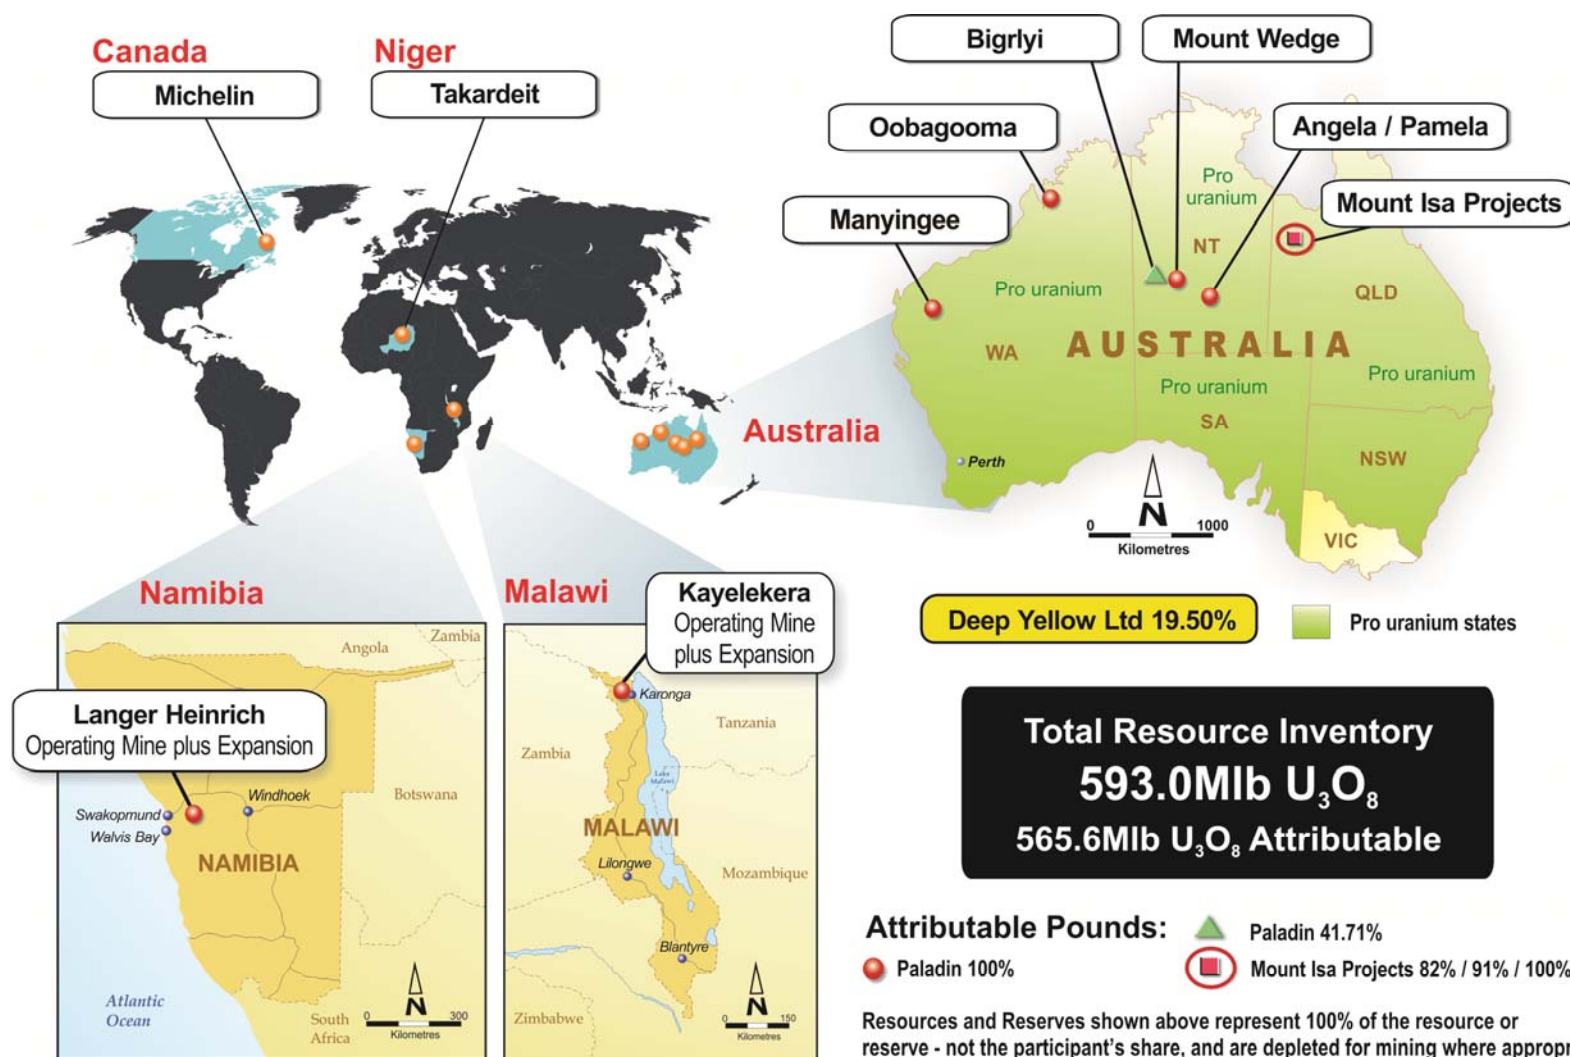 Canada
Michelin
Niger
Takardeit
Bigrlyi
Mount Wedge
Oobagooma
Angela / Pamela
Manyingee
Mount Isa Projects
Pro uranium
NT
Pro uranium
QLD
WA
AUSTRALIA
Pro uranium
Pro uranium
SA
NSW
Perth
VIC
N
0 1000
Kilometres
Australia
Namibia
Malawi
Kayelekera
Operating Mine
plus Expansion
Deep Yellow Ltd 19.50%
Pro uranium states
Langer Heinrich
Operating Mine plus Expansion
Angola
Zambia
Botswana
Windhoek
Swakopmund
Walvis Bay
NAMIBIA
Atlantic
Ocean
South
Africa
N
0 300
Kilometres
Karonga
Tanzania
Zambia
Lake
Malawi
MALAWI
Lilongwe
Mozambique
Blantyre
Zimbabwe
N
0 150
Kilometres
Total Resource Inventory
593.0Mlb U₃O₈
565.6Mlb U₃O₈ Attributable
Attributable Pounds:
Paladin 41.71%
Paladin 100%
Mount Isa Projects 82% / 91% / 100%
Resources and Reserves shown above represent 100% of the resource or
reserve - not the participant's share, and are depleted for mining where appropr